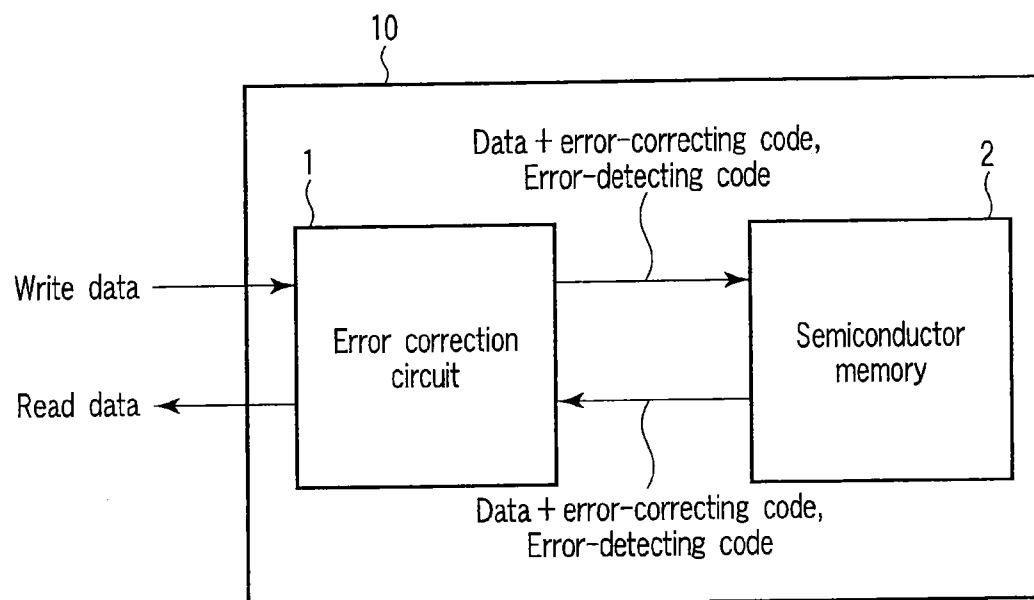 10
Data + error-correcting code,
Error-detecting code
1
2
Write data
Error correction
circuit
Semiconductor
memory
Read data
Data + error-correcting code,
Error-detecting code